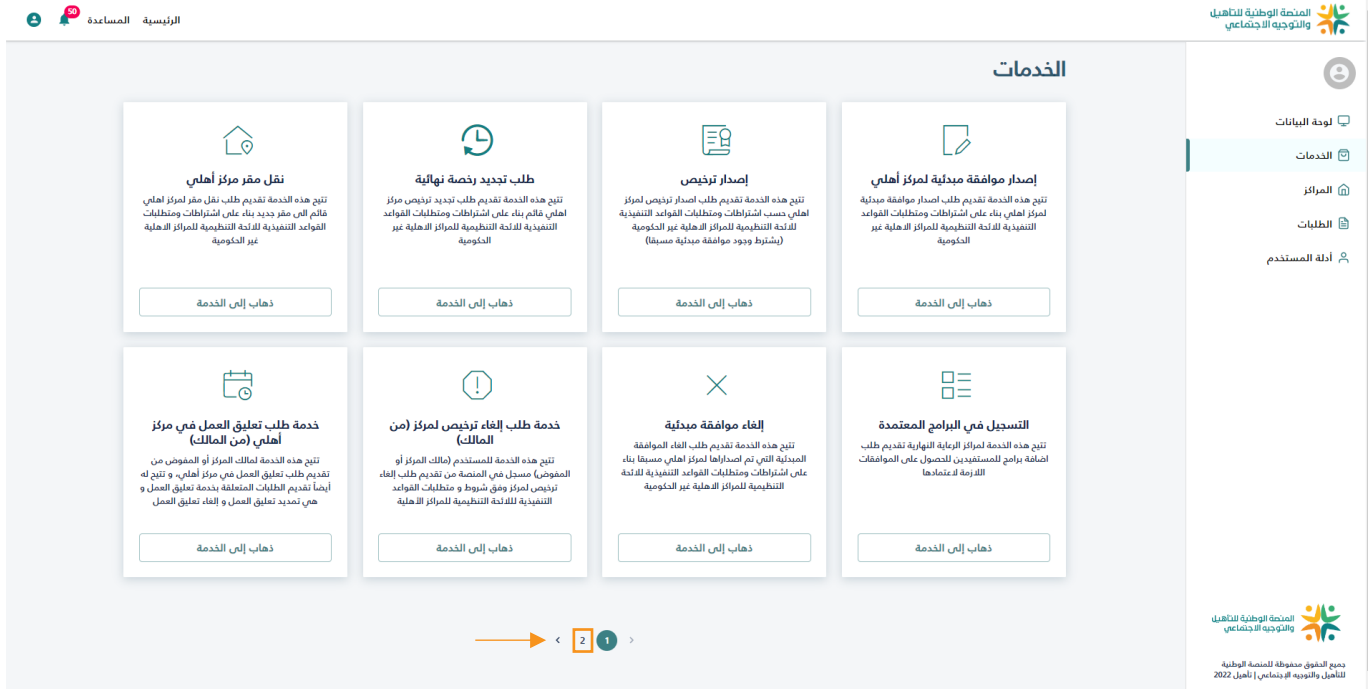 المنصة الوطنية للتأهيل
والتوجيه الاجتماعي
الرئيسية
المساعدة
50
لوحة البيانات
الخدمات
المراكز
الطلبات
أدلة المستخدم
الخدمات
إصدار موافقة مبدئية لمركز أهلي
تتيح هذه الخدمة تقديم طلب اصدار موافقة مبدئية
لمركز اهلي بناء على اشتراطات ومتطلبات القواعد
التنفيذية للائحة التنظيمية للمراكز الاهلية غير
الحكومية
ذهاب إلى الخدمة
إصدار ترخيص
تتيح هذه الخدمة تقديم طلب اصدار ترخيص لمركز
اهلي حسب اشتراطات ومتطلبات القواعد التنفيذية
للائحة التنظيمية للمراكز الاهلية غير الحكومية
(يشترط وجود موافقة مبدئية مسبقا)
ذهاب إلى الخدمة
طلب تجديد رخصة نهائية
تتيح هذه الخدمة تقديم طلب تجديد ترخيص مركز
اهلي قائم بناء على اشتراطات ومتطلبات القواعد
التنفيذية للائحة التنظيمية للمراكز الاهلية غير
الحكومية
ذهاب إلى الخدمة
نقل مقر مركز أهلي
تتيح هذه الخدمة تقديم طلب نقل مقر لمركز اهلي
قائم الى مقر جديد بناء على اشتراطات ومتطلبات
القواعد التنفيذية للائحة التنظيمية للمراكز الاهلية
غير الحكومية
ذهاب إلى الخدمة
التسجيل في البرامج المعتمدة
تتيح هذه الخدمة لمراكز الرعاية النهارية تقديم طلب
اضافة برامج للمستفيدين للحصول على الموافقات
اللازمة لاعتمادها
ذهاب إلى الخدمة
إلغاء موافقة مبدئية
تتيح هذه الخدمة تقديم طلب الغاء الموافقة
المبدئية التي تم اصدارها لمركز اهلي مسبقا بناء
على اشتراطات ومتطلبات القواعد التنفيذية للائحة
التنظيمية للمراكز الاهلية غير الحكومية
ذهاب إلى الخدمة
خدمة طلب إلغاء ترخيص لمركز (من
المالك)
تتيح هذه الخدمة للمستخدم (مالك المركز أو
المفوض) مسجل في المنصة من تقديم طلب إلغاء
ترخيص لمركز وفق شروط و متطلبات القواعد
التنفيذية لللائحة التنظيمية للمراكز الأهلية
ذهاب إلى الخدمة
خدمة طلب تعليق العمل في مركز
أهلي (من المالك)
تتيح هذه الخدمة لمالك المركز أو المفوض من
تقديم طلب تعليق العمل في مركز أهلي، و تتيح له
أيضاً تقديم الطلبات المتعلقة بخدمة تعليق العمل و
هي تمديد تعليق العمل و إلغاء تعليق العمل
ذهاب إلى الخدمة
1 2
المنصة الوطنية للتأهيل
والتوجيه الاجتماعي
جميع الحقوق محفوظة للمنصة الوطنية
للتأهيل والتوجيه الإجتماعي | تأهيل 2022